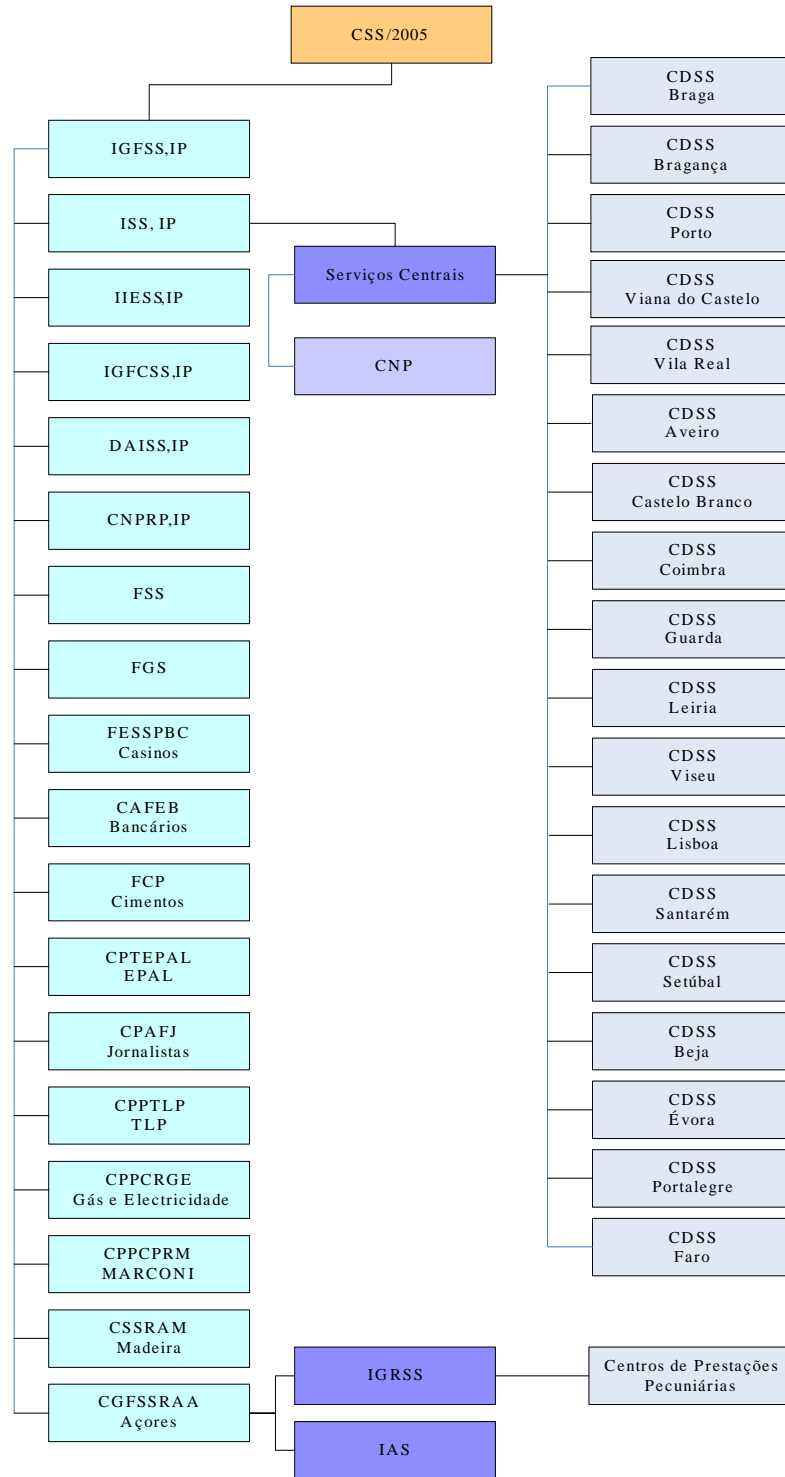 CSS/2005
IGFSS,IP
ISS, IP
IIESS,IP
IGFCSS,IP
DAISS,IP
CNPRP,IP
FSS
FGS
FESSPBC
Casinos
CAFEB
Bancários
FCP
Cimentos
CPTEPAL
EPAL
CPAFJ
Jornalistas
CPPTLP
TLP
CPPCRGE
Gás e Electricidade
CPPCPRM
MARCONI
CSSRAM
Madeira
CGFSSRAA
Açores
Serviços Centrais
CNP
IGRSS
IAS
CDSS
Braga
CDSS
Bragança
CDSS
Porto
CDSS
Viana do Castelo
CDSS
Vila Real
CDSS
Aveiro
CDSS
Castelo Branco
CDSS
Coimbra
CDSS
Guarda
CDSS
Leiria
CDSS
Viseu
CDSS
Lisboa
CDSS
Santarém
CDSS
Setúbal
CDSS
Beja
CDSS
Évora
CDSS
Portalegre
CDSS
Faro
Centros de Prestações
Pecuniárias